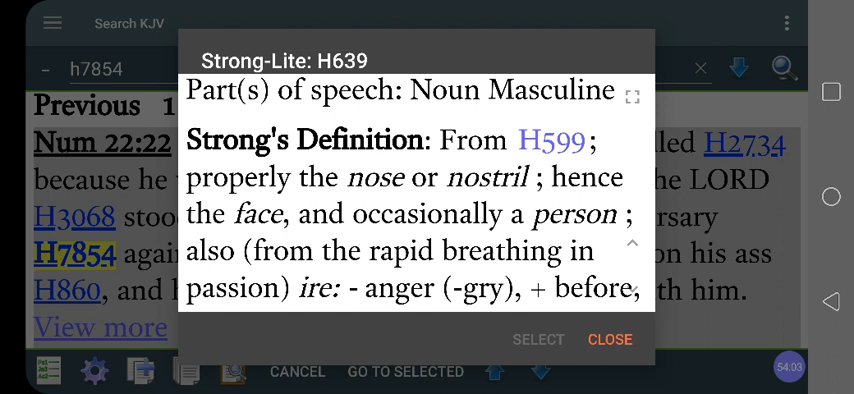 Search KJV
Strong-Lite: H639
- h7854
Part(s) of speech: Noun Masculine
Previous 1
Strong's Definition: From H599 ;
Num 22:22 lled H2734
properly the nose or nostril ; hence
because he he LORD
the face, and occasionally a person ;
H3068 stoo rsary
also (from the rapid breathing in
H7854 again on his ass
passion) ire: - anger (-gry), + before,
H860, and h th him.
View more
SELECT CLOSE
CANCEL GO TO SELECTED
54.03